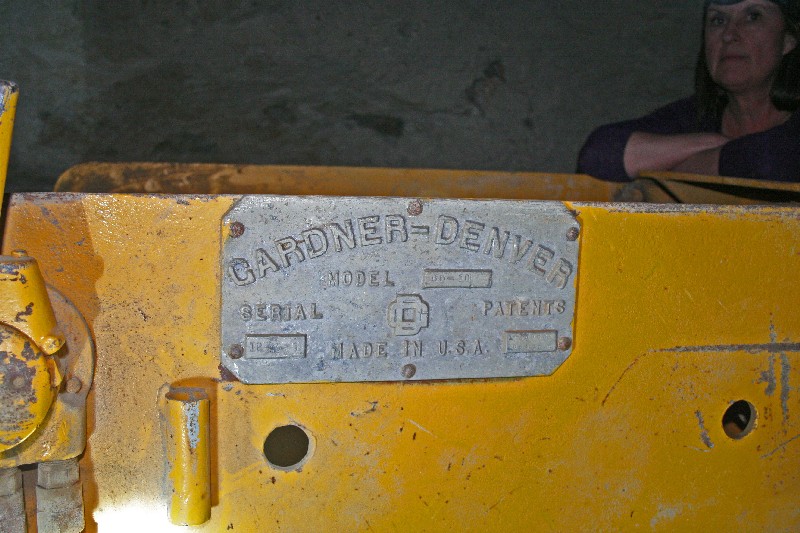 GARDNER-DENVER
MODEL
SERIAL
GD
PATENTS
MADE IN U.S.A.